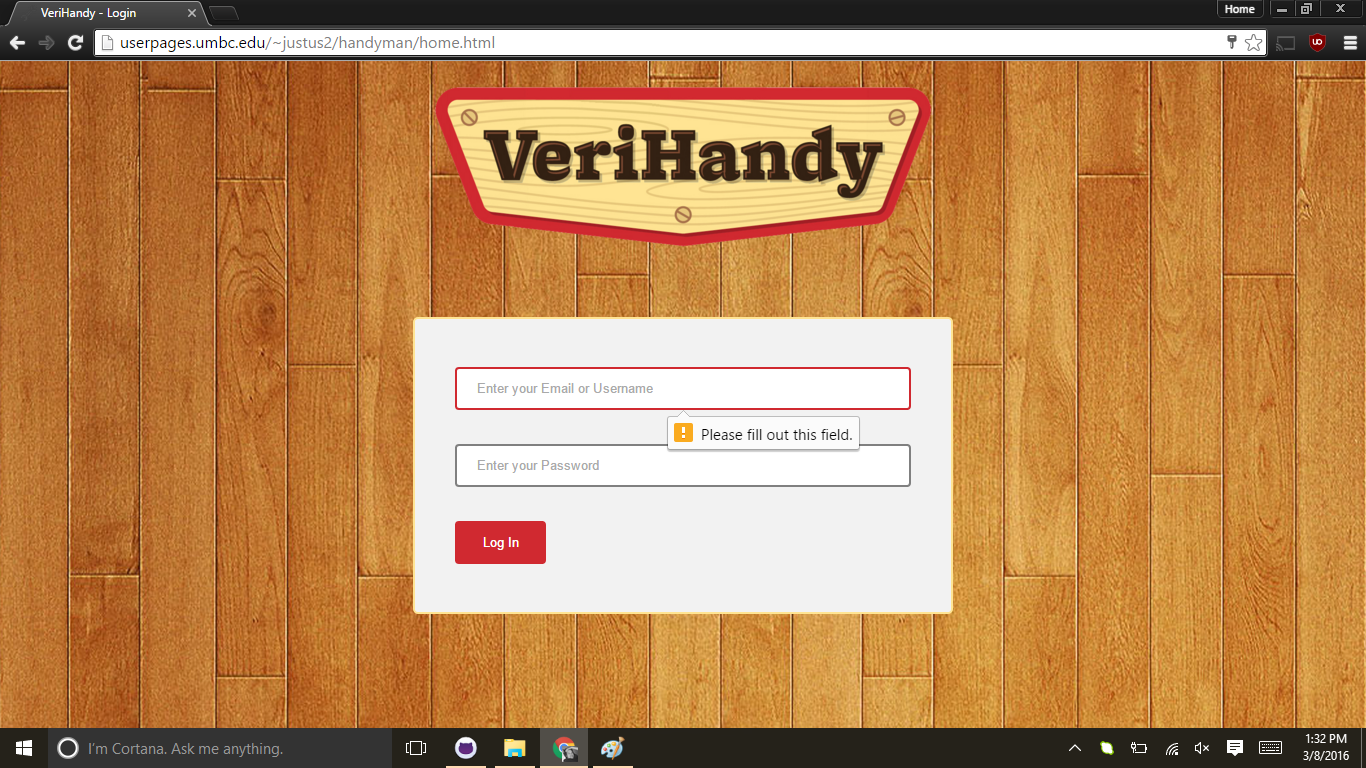 VeriHandy - Login
Home
userpages.umbc.edu/~justus2/handyman/home.html
UD
VeriHandy
Enter your Email or Username
Please fill out this field.
Enter your Password
Log In
I'm Cortana. Ask me anything.
1:32 PM
3/8/2016